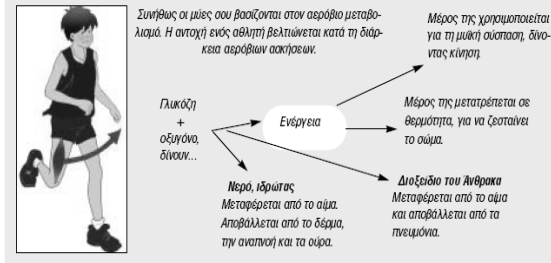 Συνήθως οι μύες σου βασίζονται στον αερόβιο μεταβο-
λισμό. Η αντοχή ενός αθλητή βελτιώνεται κατά τη διάρ-
κεια αερόβιων ασκήσεων.
Μέρος της χρησιμοποιείται
για τη μυϊκή σύσπαση, δίνο-
ντας κίνηση.
Γλυκόζη
+
οξυγόνο,
δίνουν...
Ενέργεια
Μέρος της μετατρέπεται σε
θερμότητα, για να ζεσταίνει
το σώμα.
Νερό, ιδρώτας
Μεταφέρεται από το αίμα.
Αποβάλλεται από το δέρμα,
την αναπνοή και τα ούρα.
Διοξείδιο του Άνθρακα
Μεταφέρεται από το αίμα
και αποβάλλεται από τα
πνευμόνια.